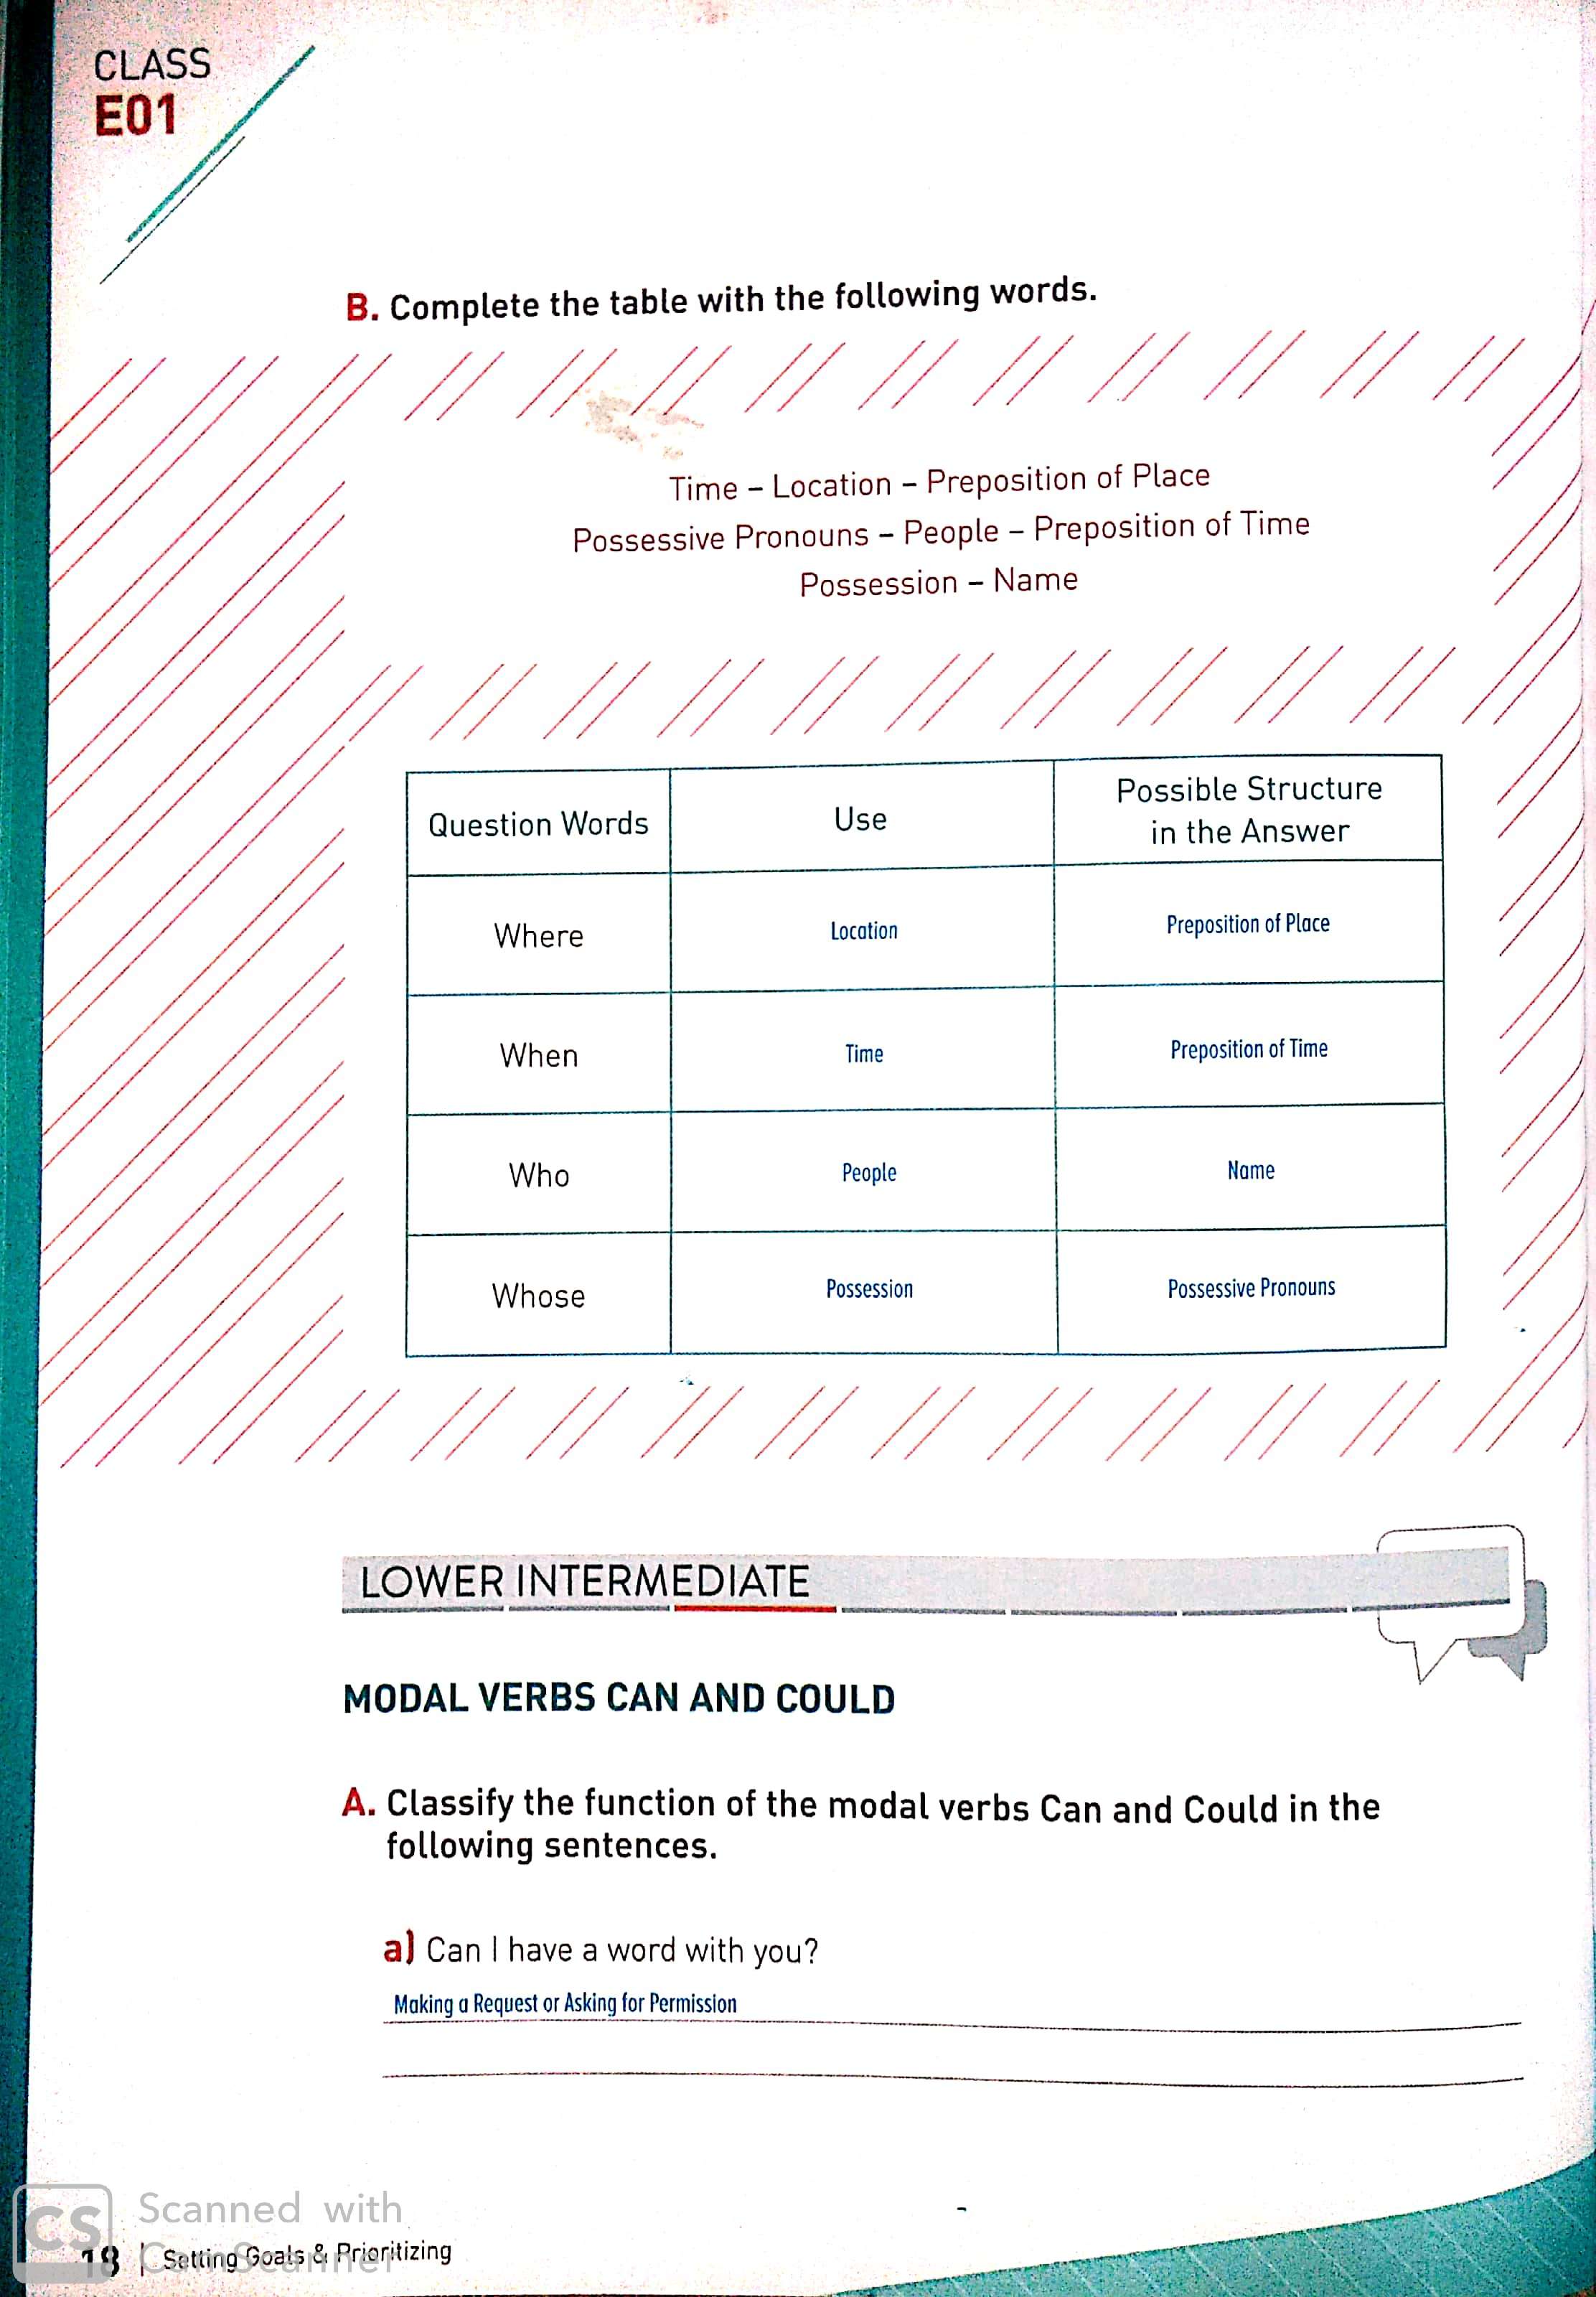 CLASS
E01
B. Complete the table with the following words.
Time – Location – Preposition of Place
Possessive Pronouns – People – Preposition of Time
Possession – Name
Question Words Use Possible Structure in the Answer
Where Location Preposition of Place
When Time Preposition of Time
Who People Name
Whose Possession Possessive Pronouns
LOWER INTERMEDIATE
MODAL VERBS CAN AND COULD
A. Classify the function of the modal verbs Can and Could in the
following sentences.
a) Can I have a word with you?
Making a Request or Asking for Permission
CS Scanned with
CamScanner
18 | Setting Goals & Prioritizing